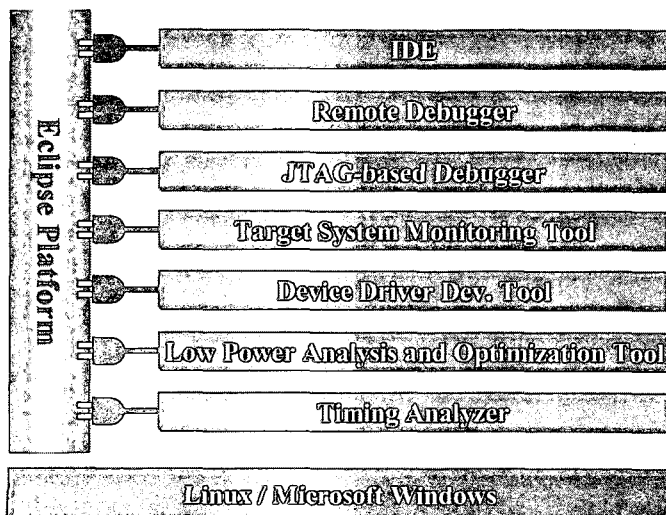 Eclipse Platform
IDE
Remote Debugger
JTAG-based Debugger
Target System Monitoring Tool
Device Driver Dev. Tool
Low Power Analysis and Optimization Tool
Timing Analyzer
Linux / Microsoft Windows